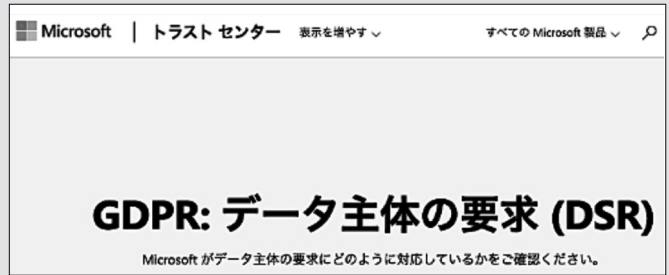 Microsoft | トラスト センター 表示を増やす すべての Microsoft 製品
GDPR: データ主体の要求 (DSR)
Microsoft がデータ主体の要求にどのように対応しているかをご確認ください。